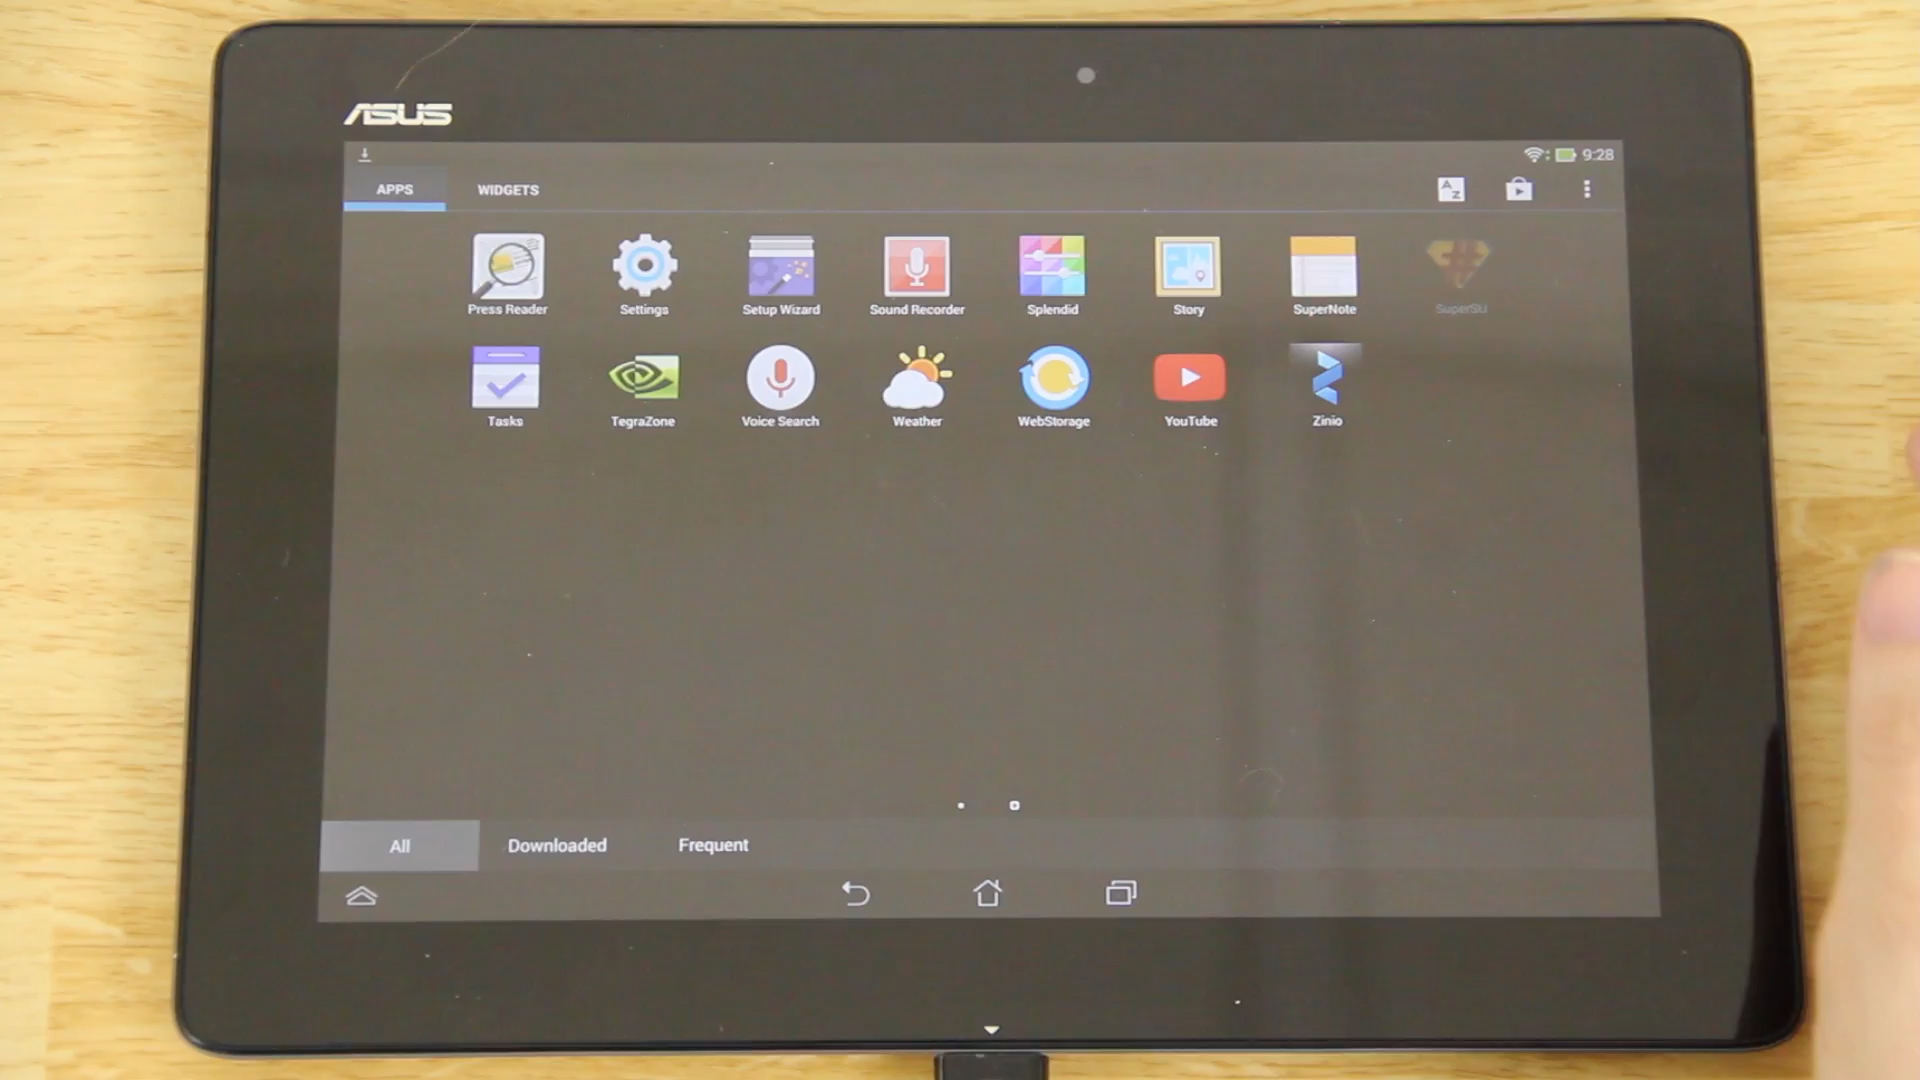 ASUS
9:28
APPS WIDGETS
Press Reader Settings Setup Wizard Sound Recorder Splendid Story SuperNote SuperSU
Tasks TegraZone Voice Search Weather WebStorage YouTube Zinio
All Downloaded Frequent